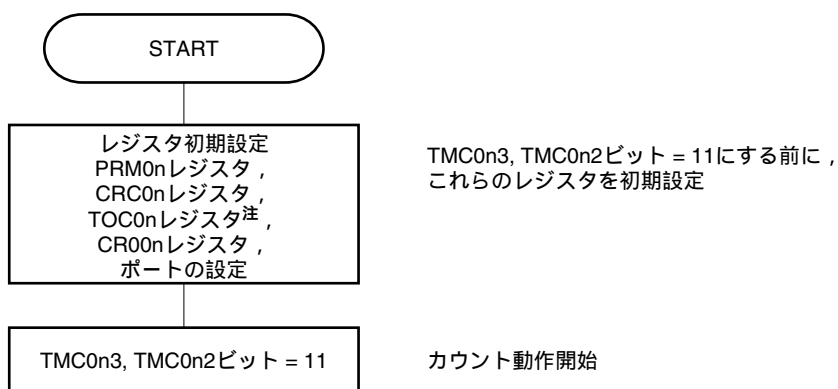 START
レジスタ初期設定
PRM0nレジスタ，
CRC0nレジスタ，
TOC0nレジスタ注，
CR00nレジスタ，
ポートの設定
TMC0n3, TMC0n2ビット = 11にする前に，
これらのレジスタを初期設定
TMC0n3, TMC0n2ビット = 11
カウント動作開始